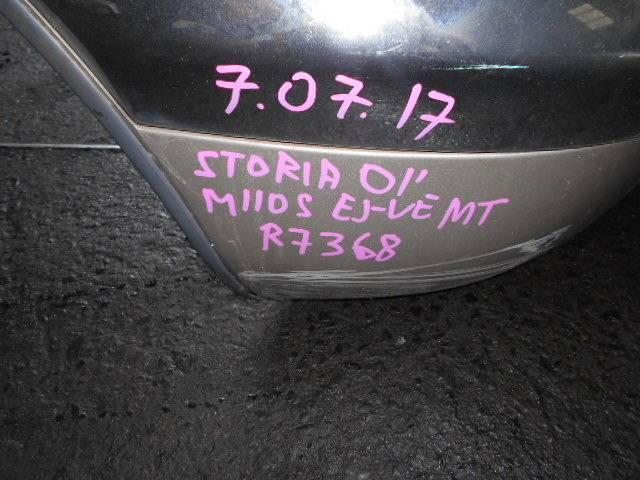 7.07.17
STORIA 01'
M110S EJ-VE MT
R7368